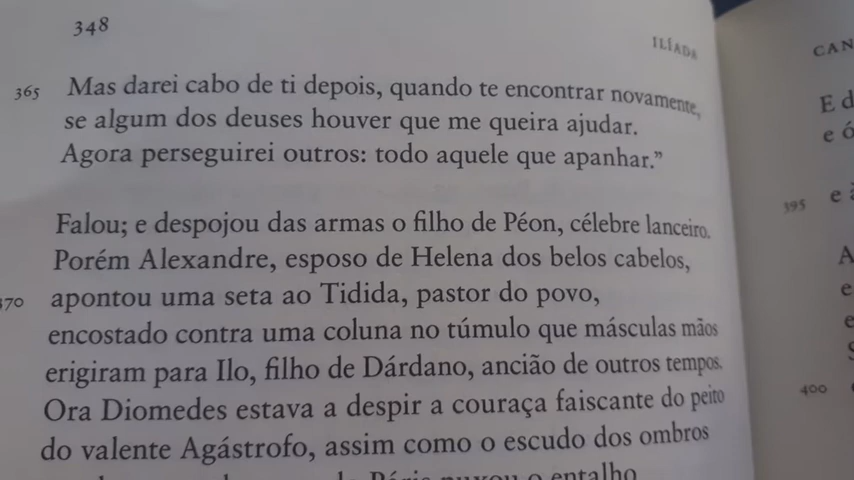 348
ILÍADA
365 Mas darei cabo de ti depois, quando te encontrar novamente,
se algum dos deuses houver que me queira ajudar.
Agora perseguirei outros: todo aquele que apanhar.”
Falou; e despojou das armas o filho de Péon, célebre lanceiro.
Porém Alexandre, esposo de Helena dos belos cabelos,
370 apontou uma seta ao Tidida, pastor do povo,
encostado contra uma coluna no túmulo que másculas mãos
erigiram para Ilo, filho de Dárdano, ancião de outros tempos.
Ora Diomedes estava a despir a couraça faiscante do peito
do valente Agástrofo, assim como o escudo dos ombros
Páris puxou o entalho
CAN
E d
e ó
395 e à
A
e
e
S
400